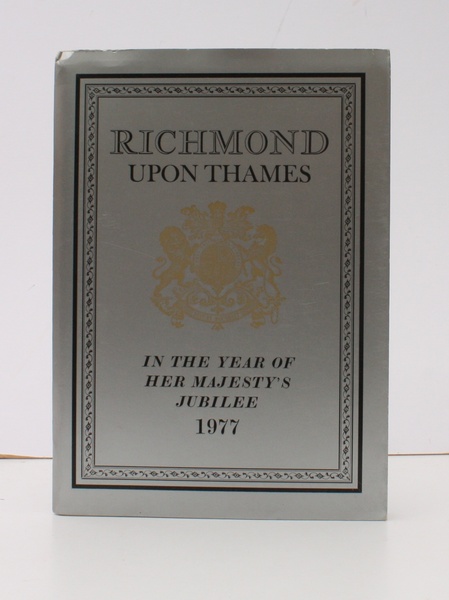 RICHMOND
UPON THAMES
IN THE YEAR OF
HER MAJESTY'S
JUBILEE
1977